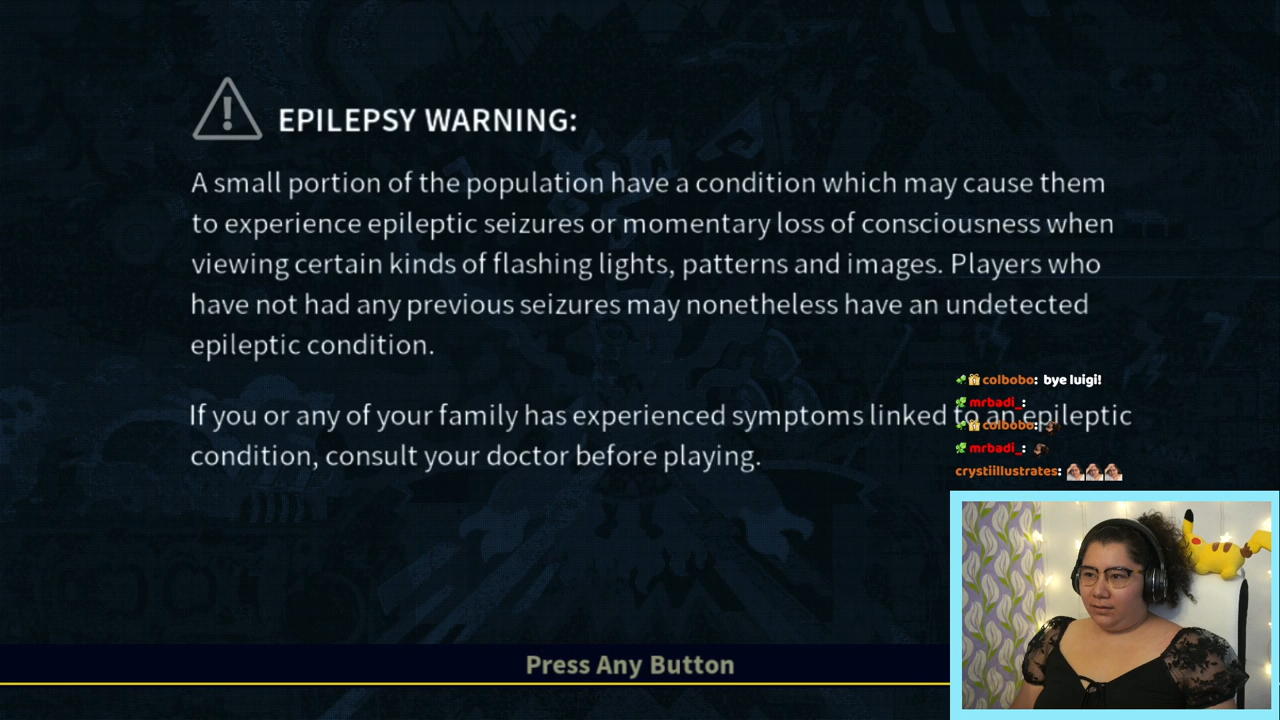 EPILEPSY WARNING:
A small portion of the population have a condition which may cause them
to experience epileptic seizures or momentary loss of consciousness when
viewing certain kinds of flashing lights, patterns and images. Players who
have not had any previous seizures may nonetheless have an undetected
epileptic condition.
If you or any of your family has experienced symptoms linked to an epileptic
condition, consult your doctor before playing.
colbobo: bye luigi!
mrbadi_:
colbobo:
mrbadi_:
crystiillustrates:
Press Any Button